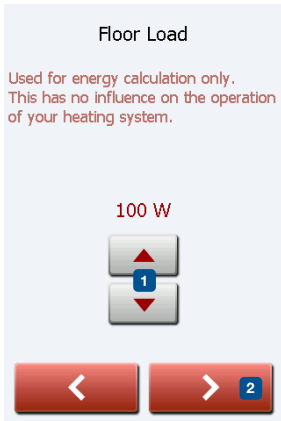 Floor Load
Used for energy calculation only.
This has no influence on the operation
of your heating system.
100 W
1
2